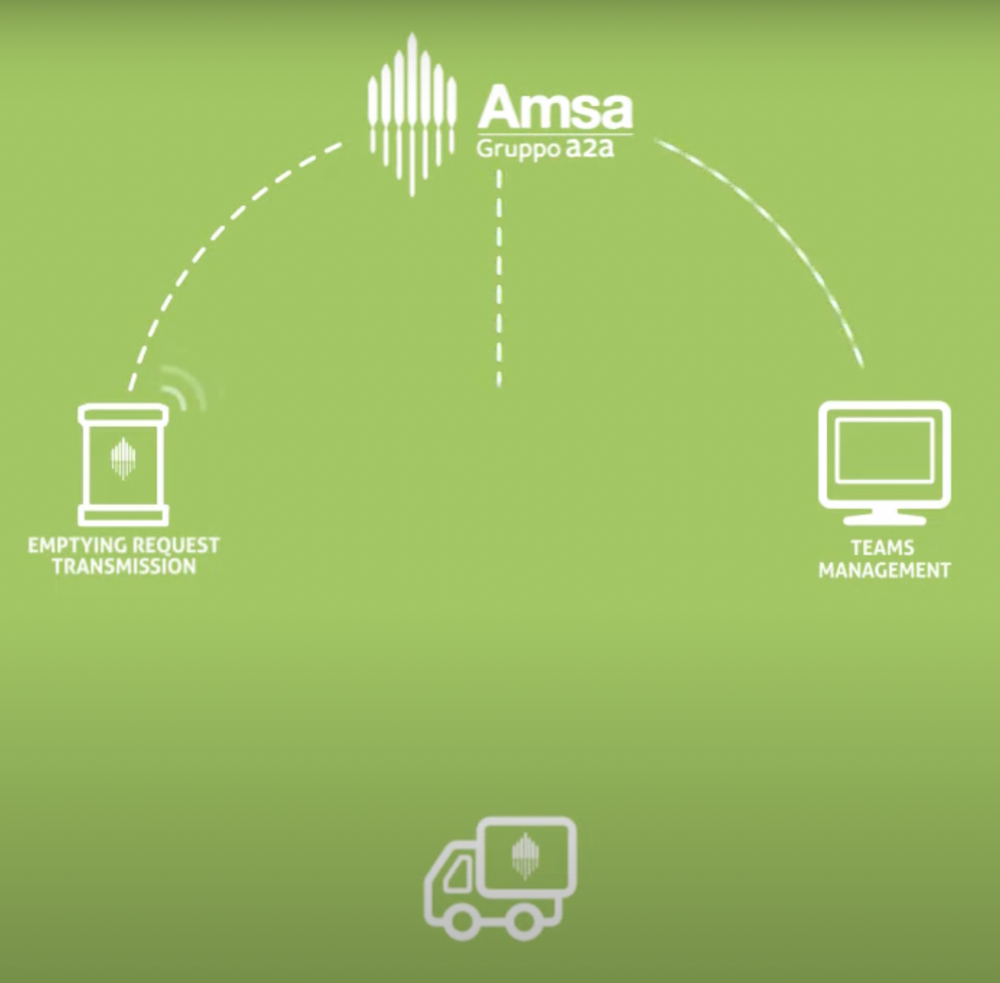 Amsa
Gruppo a2a
EMPTYING REQUEST
TRANSMISSION
TEAMS
MANAGEMENT